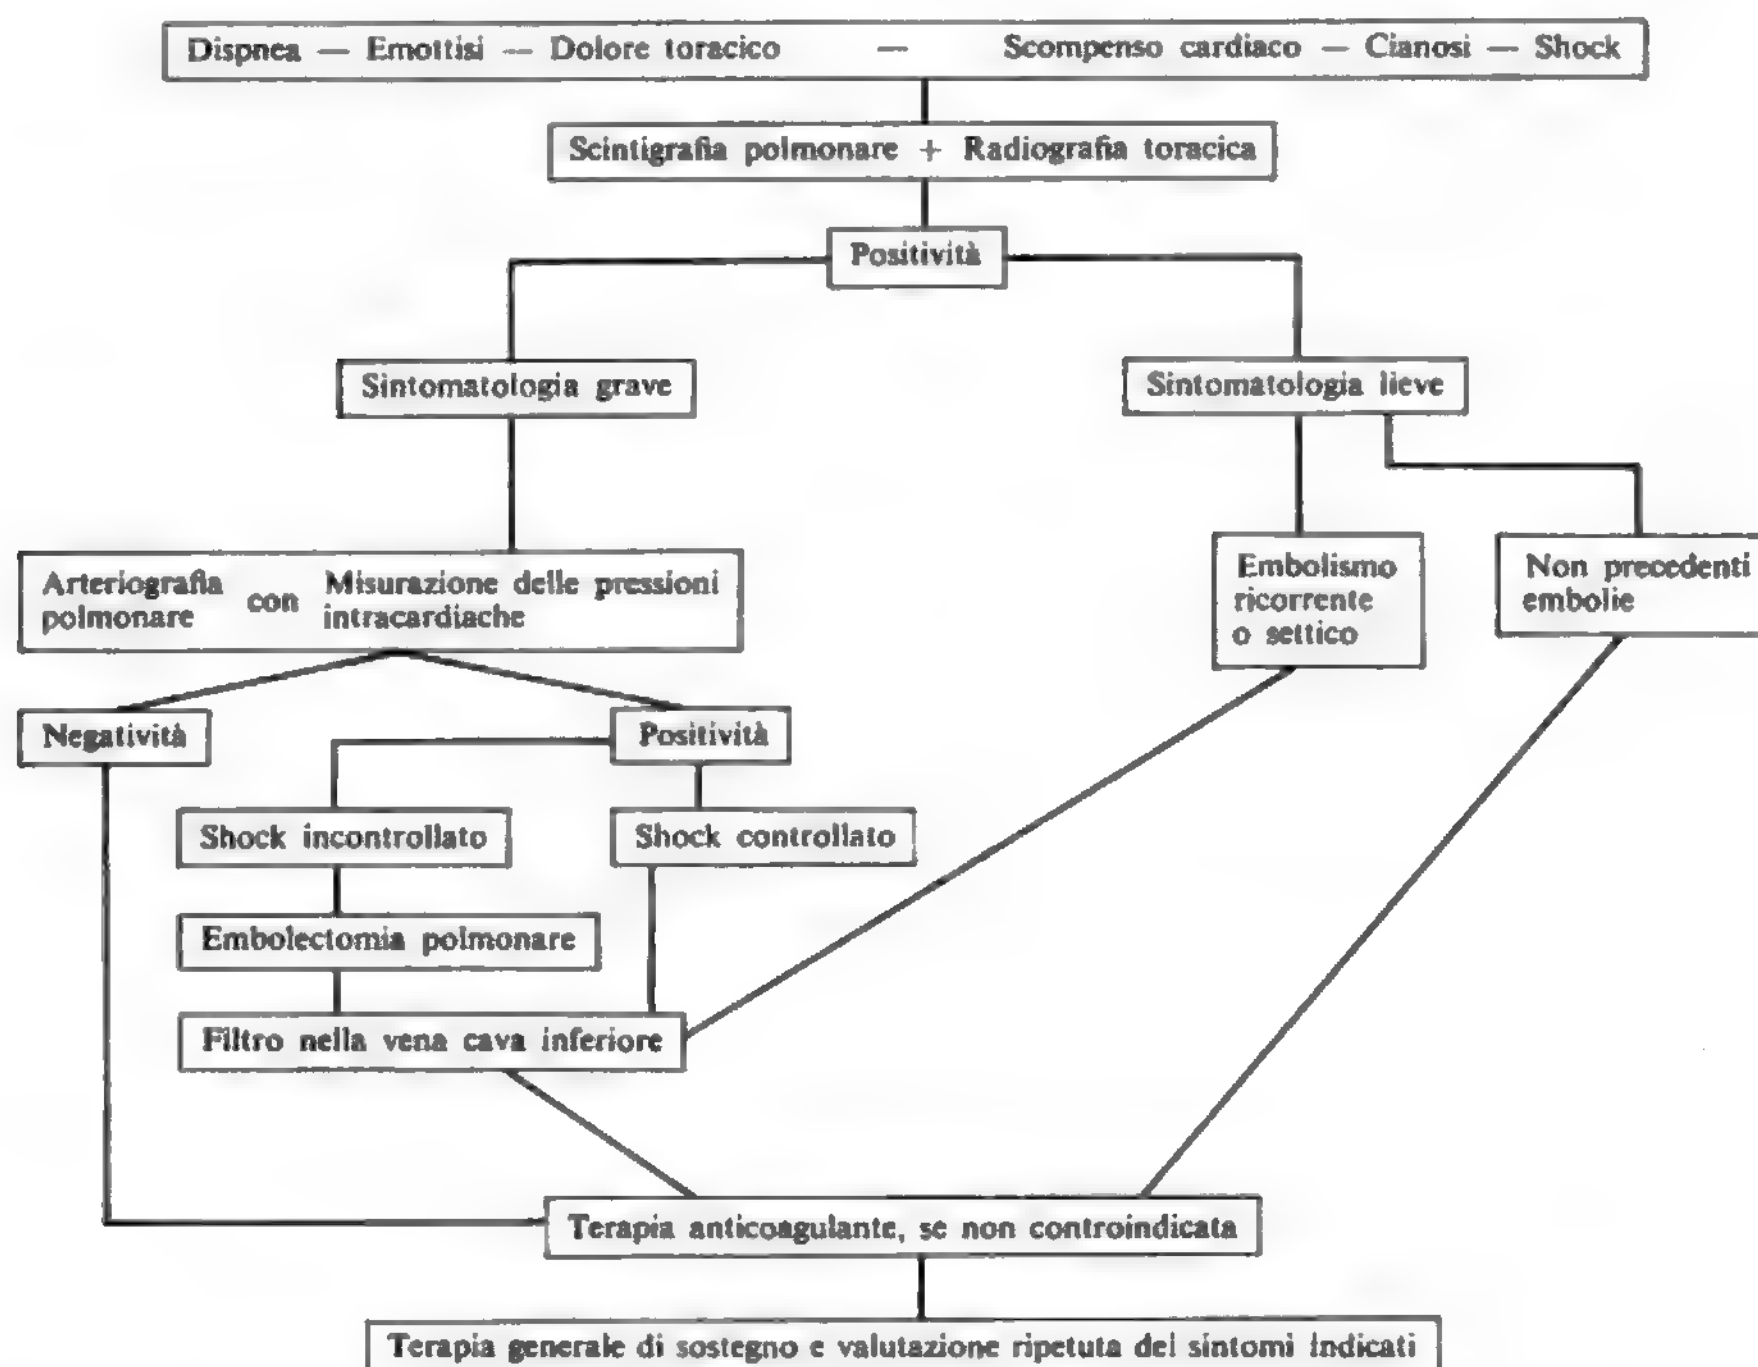 Dispnea — Emottisi — Dolore toracico — Scompenso cardiaco — Cianosi — Shock
Scintigrafia polmonare + Radiografia toracica
Positività
Sintomatologia grave
Sintomatologia lieve
Arteriografia polmonare con Misurazione delle pressioni intracardiache
Embolismo
ricorrente
o settico
Non precedenti
embolie
Negatività
Positività
Shock incontrollato
Shock controllato
Embolectomia polmonare
Filtro nella vena cava inferiore
Terapia anticoagulante, se non controindicata
Terapia generale di sostegno e valutazione ripetuta dei sintomi indicati